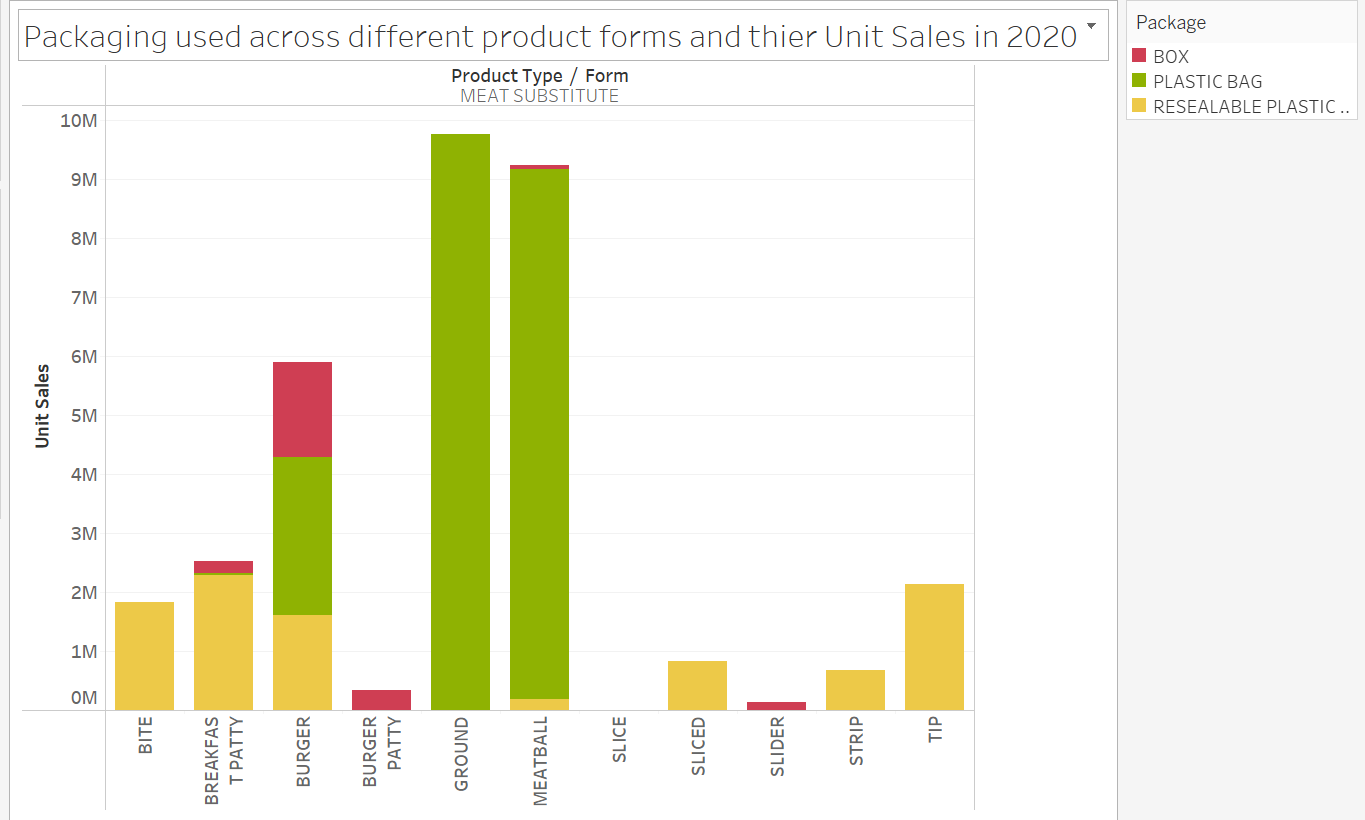 Packaging used across different product forms and thier Unit Sales in 2020
Package
BOX
PLASTIC BAG
RESEALABLE PLASTIC ..
Product Type / Form
MEAT SUBSTITUTE
10M
9M
8M
7M
6M
5M
4M
3M
2M
1M
0M
Unit Sales
BITE
BREAKFAS
T PATTY
BURGER
BURGER
PATTY
GROUND
MEATBALL
SLICE
SLICED
SLIDER
STRIP
TIP